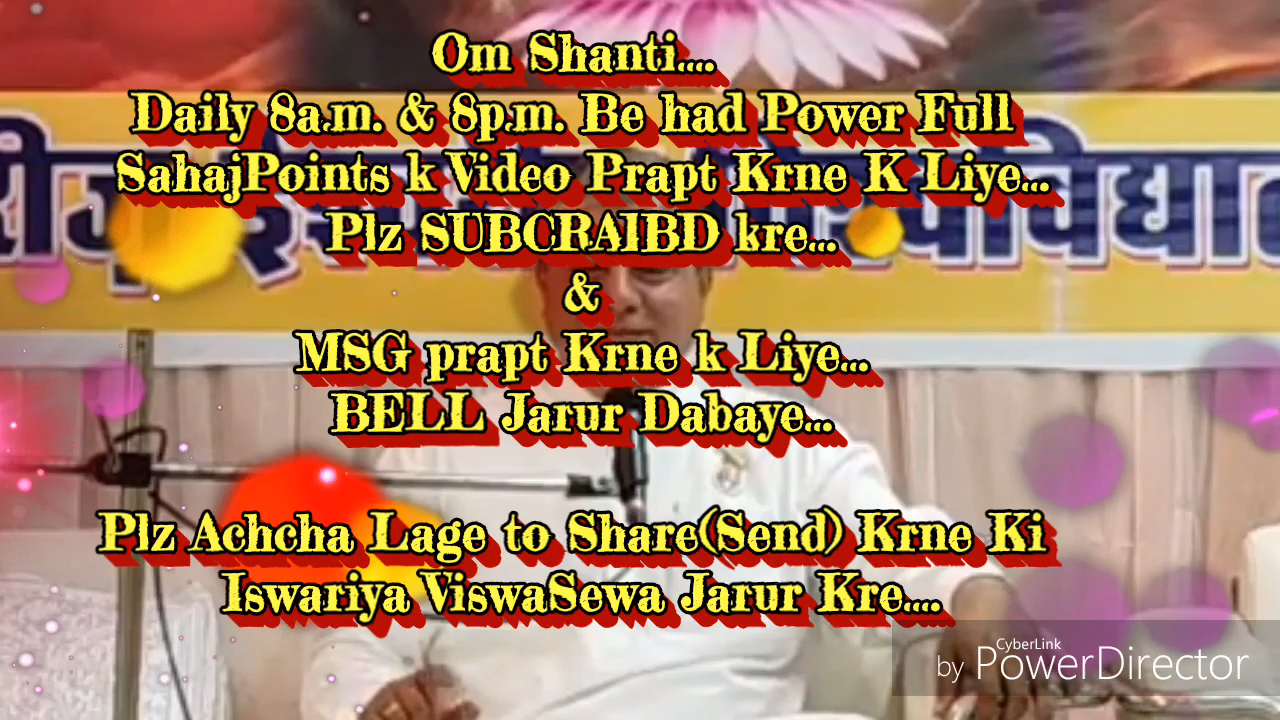 Om Shanti....
Daily 8a.m. & 8p.m. Be had Power Full
SahajPoints k Video Prapt Krne K Liye...
Plz SUBCRAIBD kre...
&
MSG prapt Krne k Liye...
BELL Jarur Dabaye...
Plz Achcha Lage to Share(Send) Krne Ki
Iswariya ViswaSewa Jarur Kre....
CyberLink
by PowerDirector